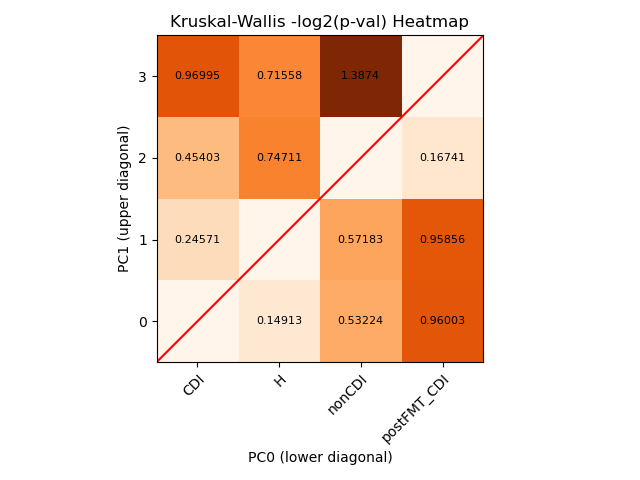 Kruskal-Wallis -log2(p-val) Heatmap
PC1 (upper diagonal)
3
0.96995
0.71558
1.3874
2
0.45403
0.74711
0.16741
1
0.24571
0.57183
0.95856
0
0.14913
0.53224
0.96003
CDI
H
nonCDI
postFMT_CDI
PC0 (lower diagonal)